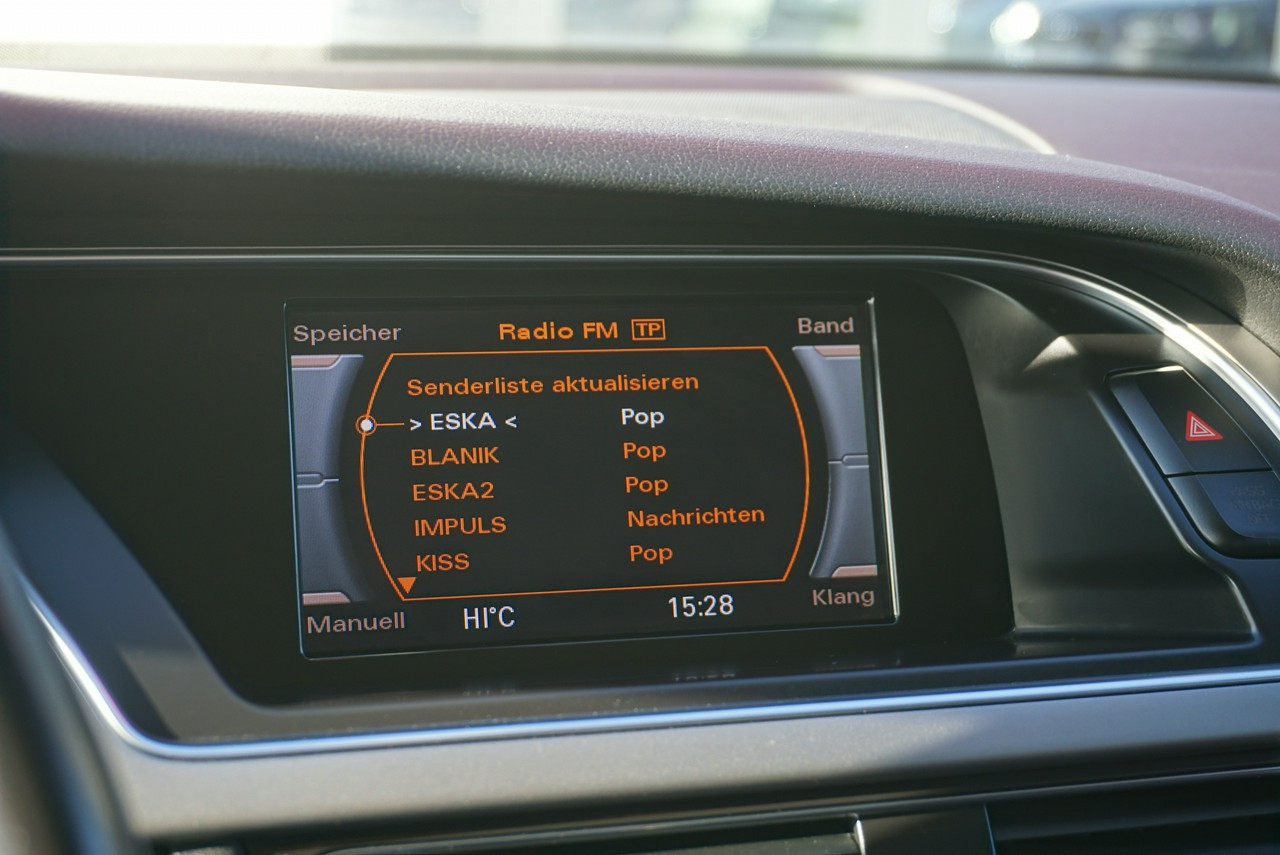 Speicher Radio FM TP Band
Senderliste aktualisieren
> ESKA < Pop
BLANIK Pop
ESKA2 Pop
IMPULS Nachrichten
KISS Pop
Manuell HI°C 15:28 Klang